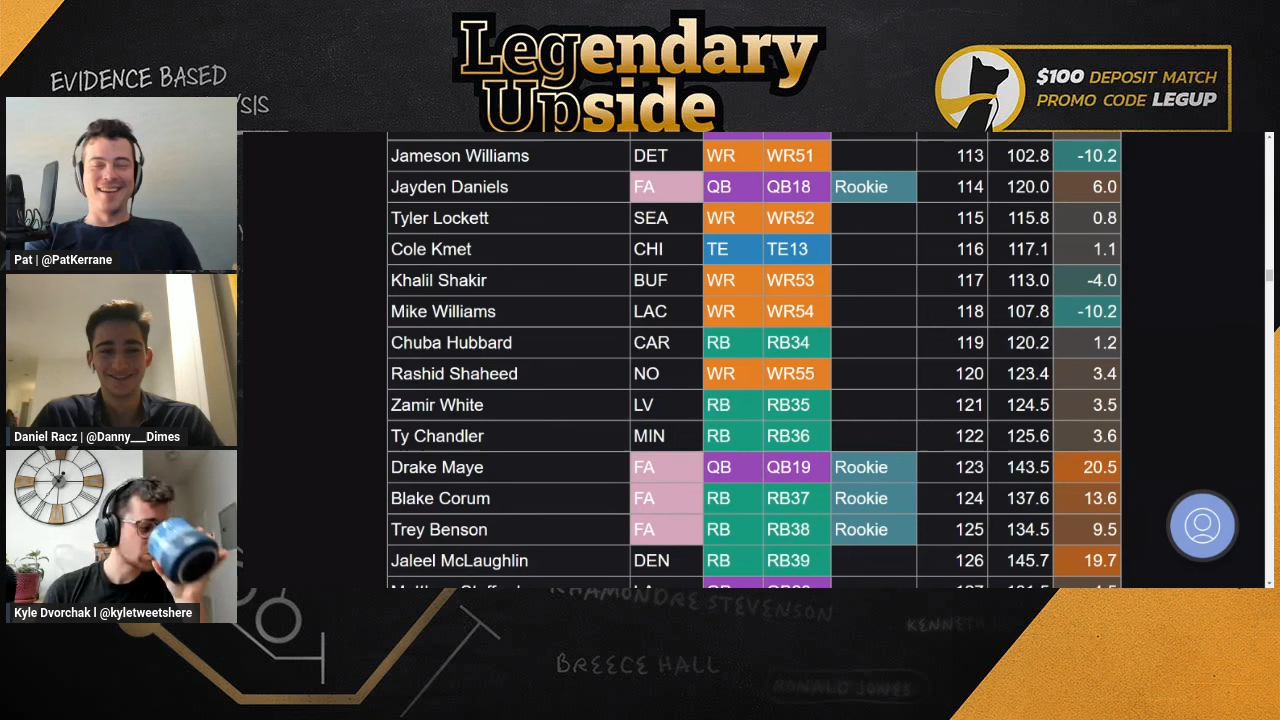 EVIDENCE BASED
YSIS
Legendary
Upside
$100 DEPOSIT MATCH
PROMO CODE LEGUP
Pat | @PatKerrane
Daniel Racz | @Danny___Dimes
Kyle Dvorchak l @kyletweetshere
Jameson Williams DET WR WR51 113 102.8 -10.2
Jayden Daniels FA QB QB18 Rookie 114 120.0 6.0
Tyler Lockett SEA WR WR52 115 115.8 0.8
Cole Kmet CHI TE TE13 116 117.1 1.1
Khalil Shakir BUF WR WR53 117 113.0 -4.0
Mike Williams LAC WR WR54 118 107.8 -10.2
Chuba Hubbard CAR RB RB34 119 120.2 1.2
Rashid Shaheed NO WR WR55 120 123.4 3.4
Zamir White LV RB RB35 121 124.5 3.5
Ty Chandler MIN RB RB36 122 125.6 3.6
Drake Maye FA QB QB19 Rookie 123 143.5 20.5
Blake Corum FA RB RB37 Rookie 124 137.6 13.6
Trey Benson FA RB RB38 Rookie 125 134.5 9.5
Jaleel McLaughlin DEN RB RB39 126 145.7 19.7
RHAMONDRE STEVENSON
KENNETH
BREECE HALL
RONALD JONES